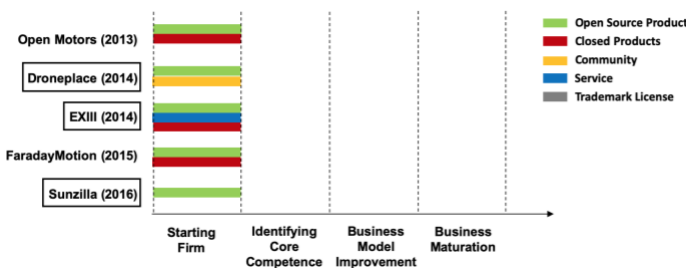 Open Motors (2013)
Droneplace (2014)
EXIII (2014)
FaradayMotion (2015)
Sunzilla (2016)
Open Source Product
Closed Products
Community
Service
Trademark License
Starting
Firm
Identifying
Core
Competence
Business
Model
Improvement
Business
Maturation